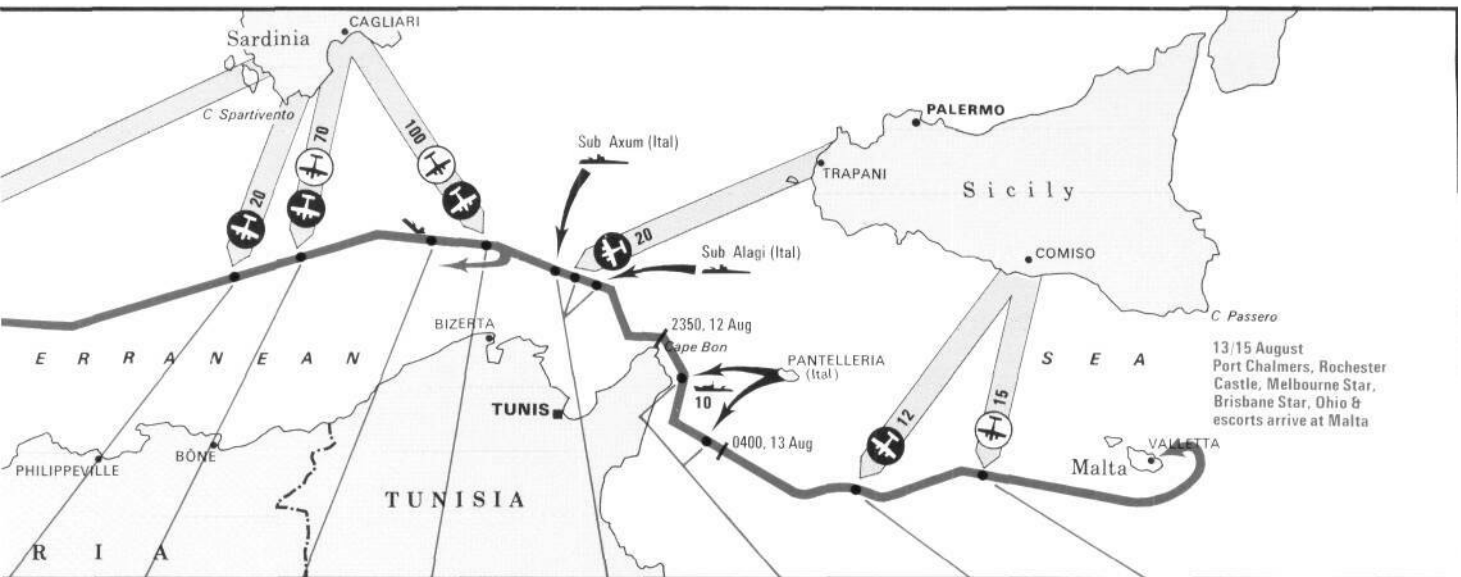 CAGLIARI
Sardinia
C Spartivento
PALERMO
70
100
Sub Axum (Ital)
TRAPANI
Sicily
20
20
Sub Alagi (Ital)
COMISO
C Passero
BIZERTA
2350, 12 Aug
Cape Bon
ERRANEAN
SEA
PANTELLERIA
(Ital)
13/15 August
Port Chalmers, Rochester
Castle, Melbourne Star,
Brisbane Star, Ohio &
escorts arrive at Malta
10
TUNIS
12
15
0400, 13 Aug
BÔNE
PHILIPPEVILLE
VALLETTA
Malta
TUNISIA
RIA